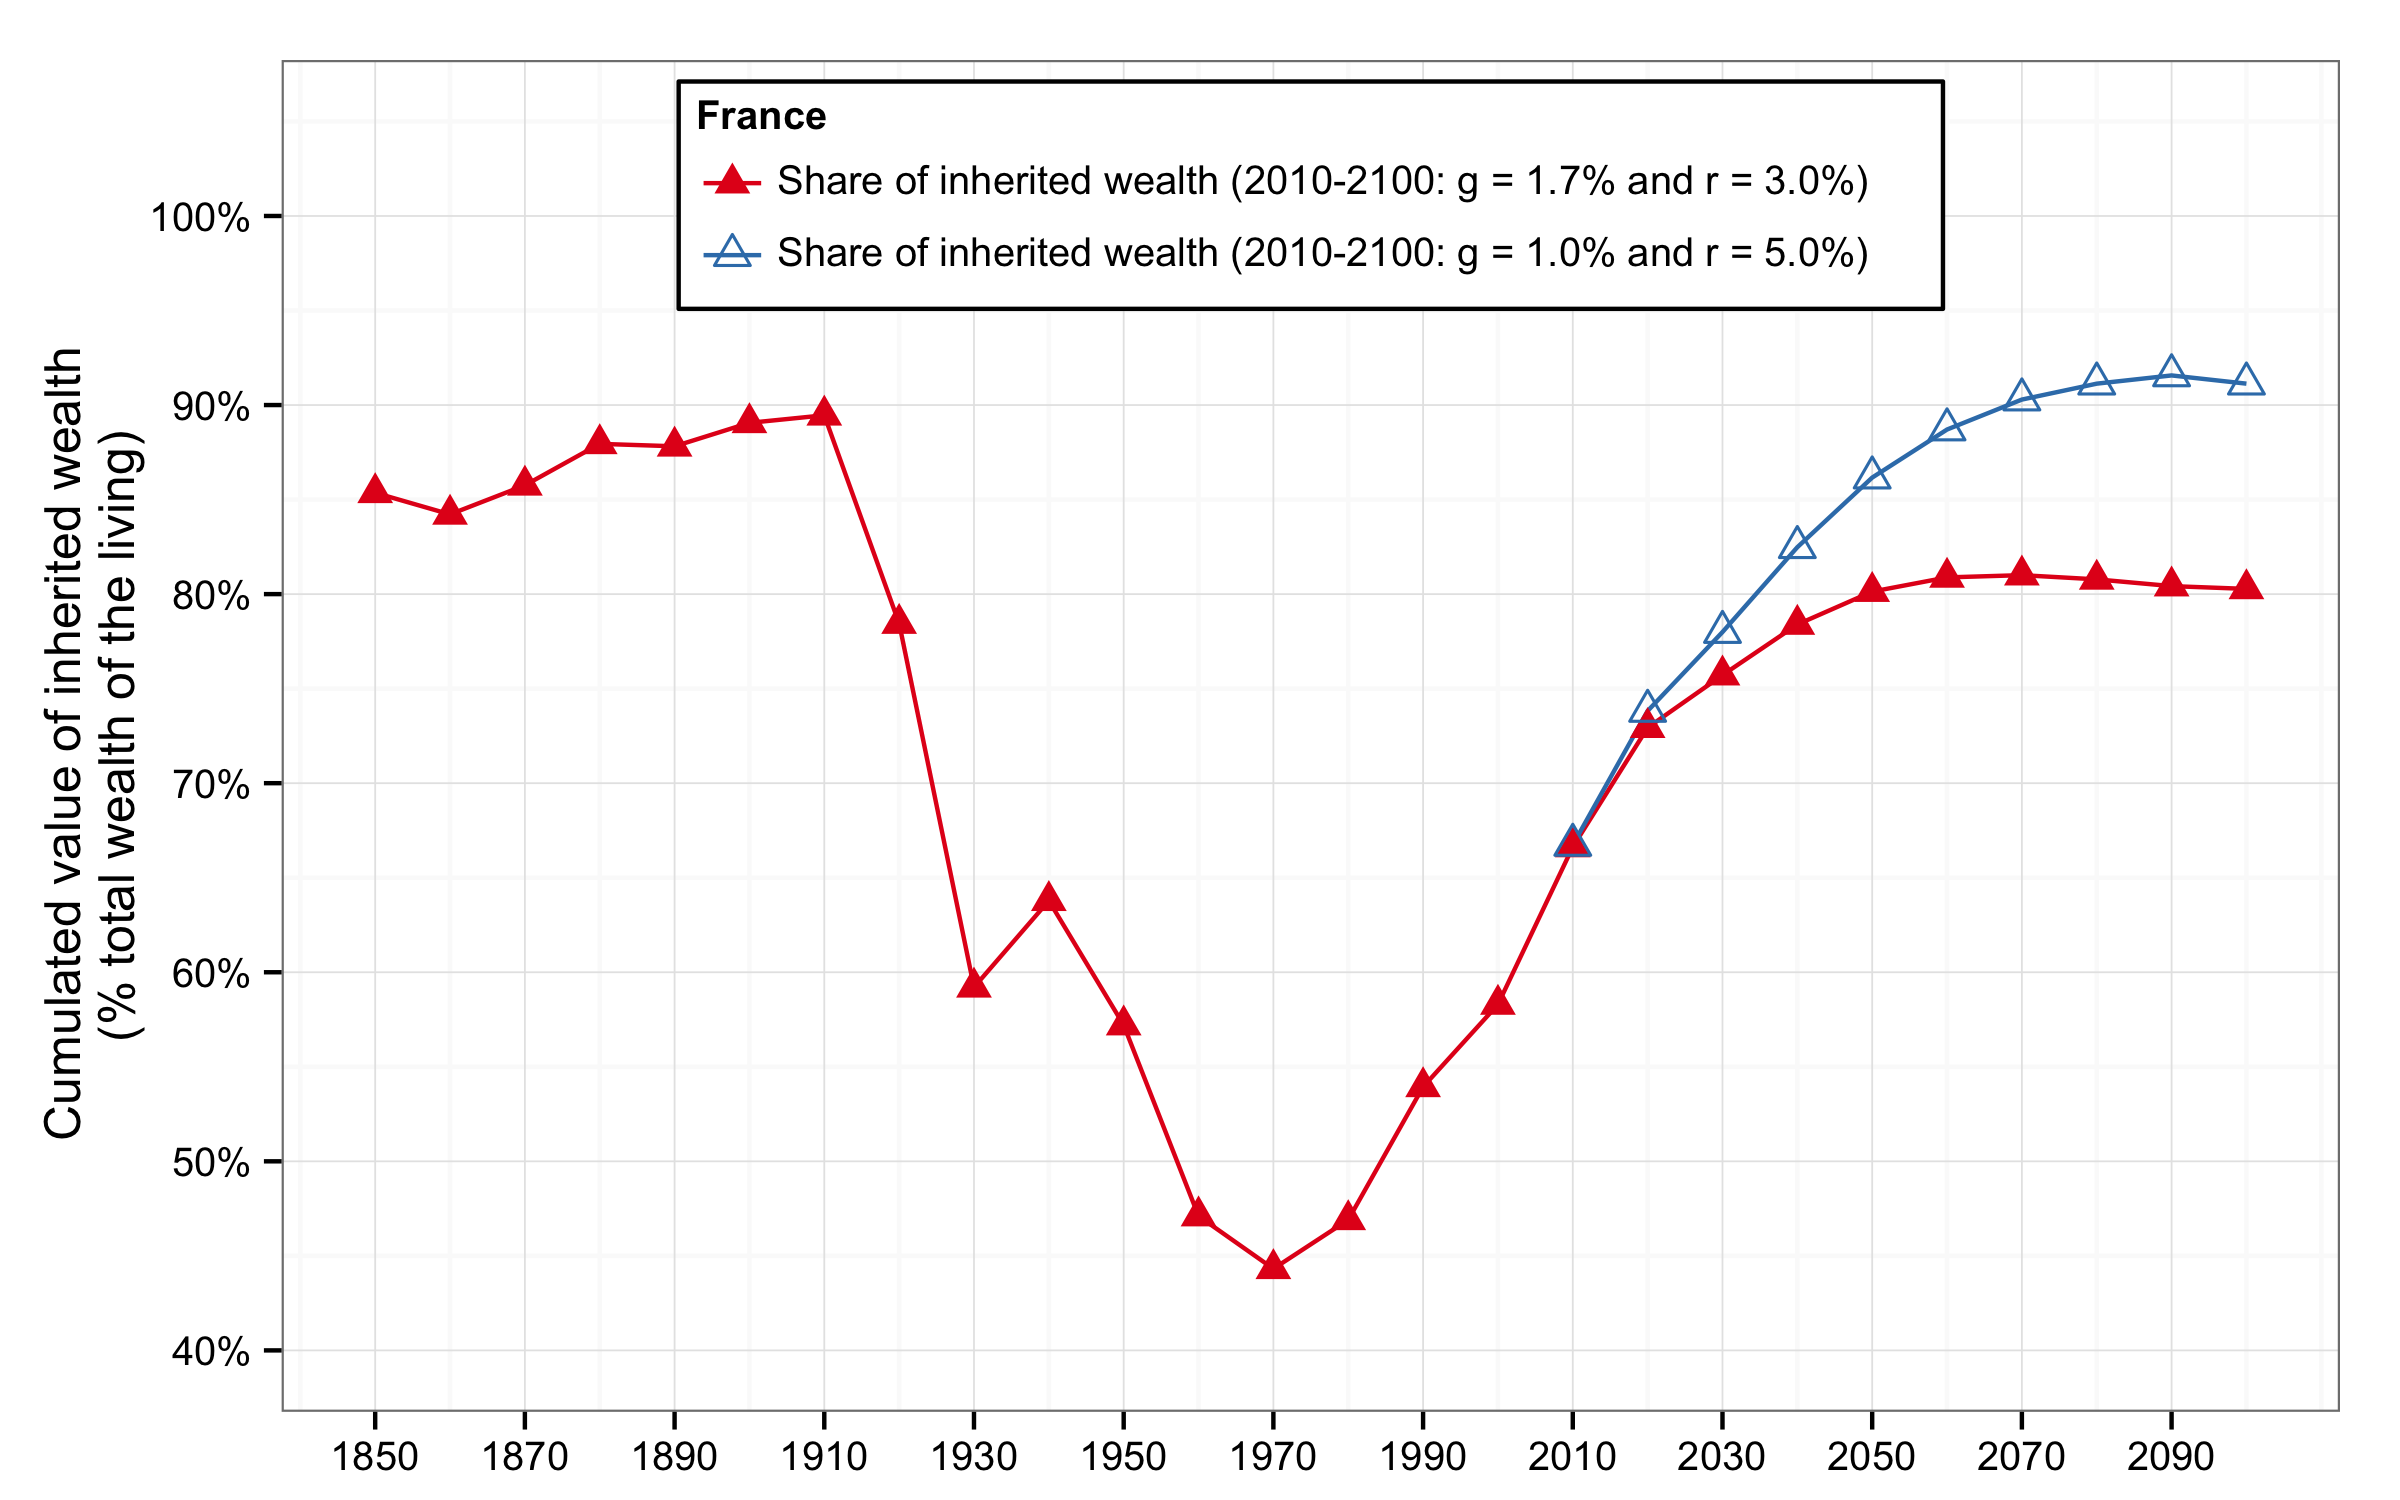 France
Share of inherited wealth (2010-2100: g = 1.7% and r = 3.0%)
Share of inherited wealth (2010-2100: g = 1.0% and r = 5.0%)
Cumulated value of inherited wealth
(% total wealth of the living)
100%
90%
80%
70%
60%
50%
40%
1850 1870 1890 1910 1930 1950 1970 1990 2010 2030 2050 2070 2090